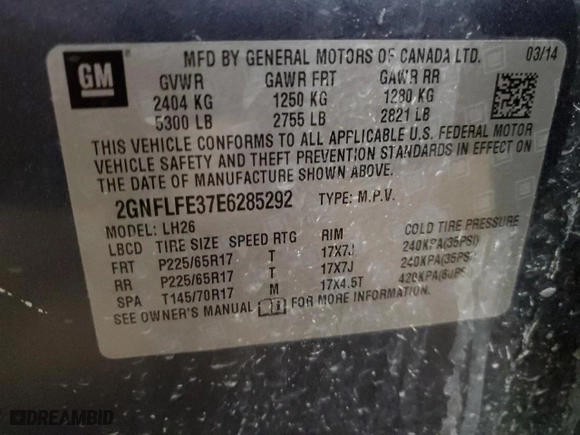 GM
MFD BY GENERAL MOTORS OF CANADA LTD. 03/14
GVWR GAWR FRT GAWR RR
2404 KG 1250 KG 1280 KG
5300 LB 2755 LB 2821 LB
THIS VEHICLE CONFORMS TO ALL APPLICABLE U.S. FEDERAL MOTOR
VEHICLE SAFETY AND THEFT PREVENTION STANDARDS IN EFFECT ON
THE DATE OF MANUFACTURE SHOWN ABOVE.
2GNFLFE37E6285292 TYPE: M.P.V.
MODEL: LH26
LBCD TIRE SIZE SPEED RTG RIM COLD TIRE PRESSURE
FRT P225/65R17 T 17X7J 240KPA(35PSI)
RR P225/65R17 T 17X7J 240KPA(35PSI)
SPA T145/70R17 M 17X4.5T 420KPA(60PSI)
SEE OWNER'S MANUAL FOR MORE INFORMATION.
DREAMBID